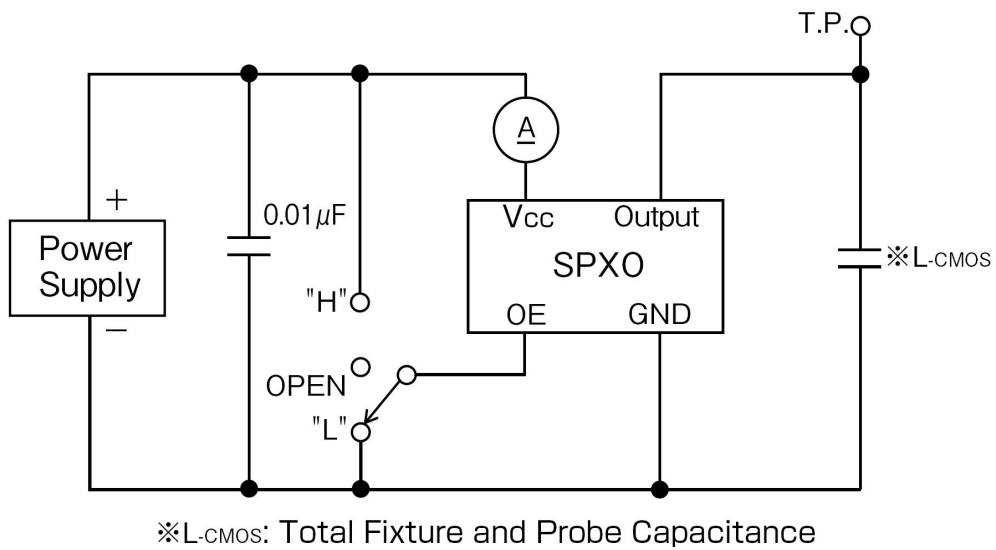 T.P.
A
+
0.01μF
Vcc
Output
Power
Supply
SPXO
※L-CMOS
"H"
OE
GND
−
OPEN
"L"
※L-CMOS: Total Fixture and Probe Capacitance